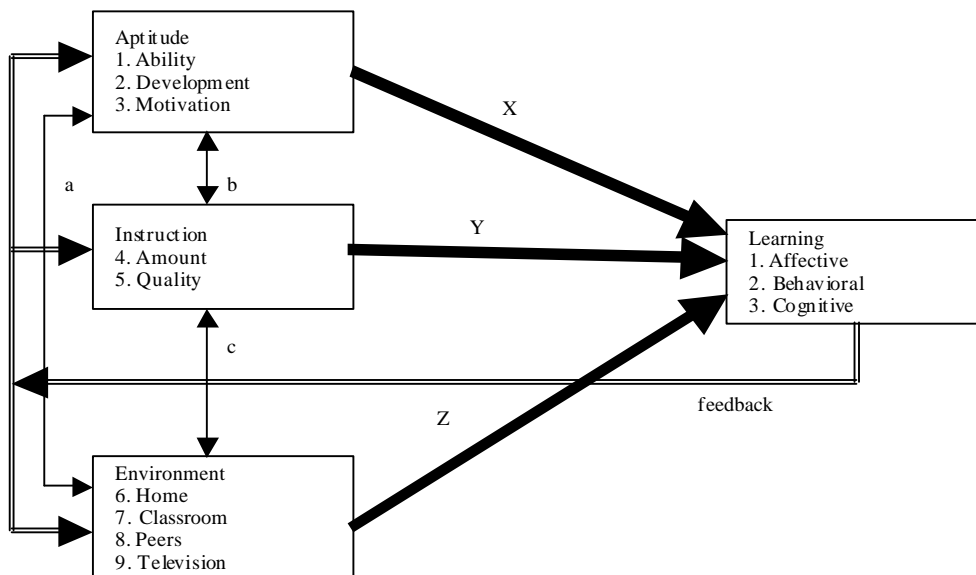 Aptitude
1. Ability
2. Development
3. Motivation
X
a
b
Instruction
4. Amount
5. Quality
Y
Learning
1. Affective
2. Behavioral
3. Cognitive
c
feedback
Z
Environment
6. Home
7. Classroom
8. Peers
9. Television